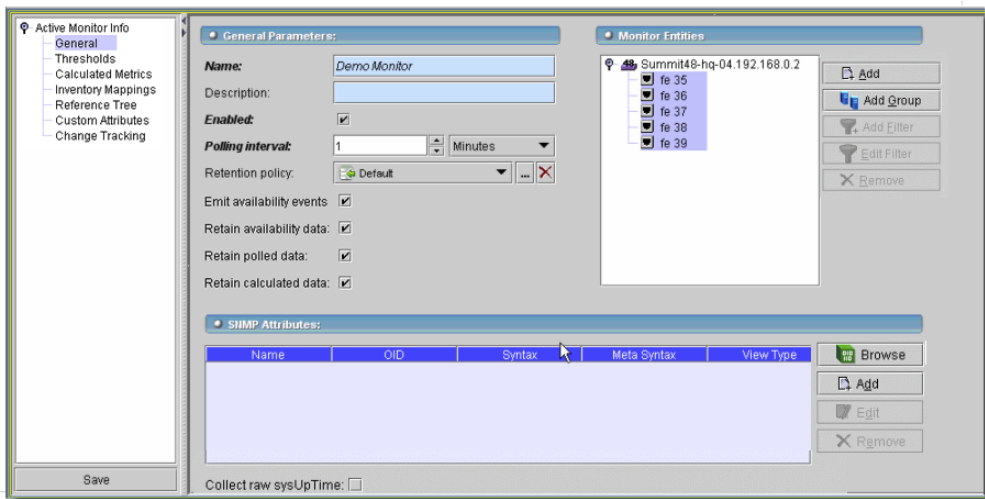 Active Monitor Info
General
Thresholds
Calculated Metrics
Inventory Mappings
Reference Tree
Custom Attributes
Change Tracking
Save
General Parameters:
Name: Demo Monitor
Description:
Enabled:
Polling interval: 1 Minutes
Retention policy: Default ...
Emit availability events
Retain availability data:
Retain polled data:
Retain calculated data:
Monitor Entities
48 Summit48-hq-04.192.168.0.2
fe 35
fe 36
fe 37
fe 38
fe 39
Add
Add Group
Add Filter
Edit Filter
Remove
SNMP Attributes:
Name OID Syntax Meta Syntax View Type
Browse
Add
Edit
Remove
Collect raw sysUpTime: